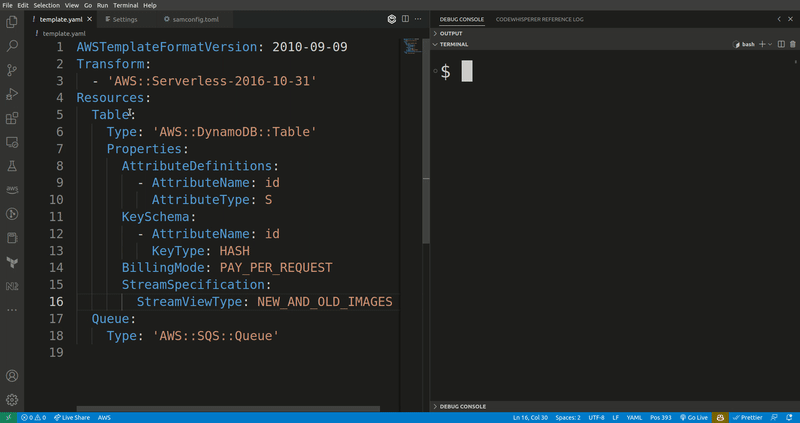 File Edit Selection View Go Run Terminal Help
! template.yaml × Settings samconfig.toml
! template.yaml
1 AWSTemplateFormatVersion: 2010-09-09
2 Transform:
3 - 'AWS::Serverless-2016-10-31'
4 Resources:
5 Table:
6 Type: 'AWS::DynamoDB::Table'
7 Properties:
8 AttributeDefinitions:
9 - AttributeName: id
10 AttributeType: S
11 KeySchema:
12 - AttributeName: id
13 KeyType: HASH
14 BillingMode: PAY_PER_REQUEST
15 StreamSpecification:
16 StreamViewType: NEW_AND_OLD_IMAGES
17 Queue:
18 Type: 'AWS::SQS::Queue'
19
aws
DEBUG CONSOLE CODEWHISPERER REFERENCE LOG
OUTPUT
TERMINAL
bash
$
DEBUG CONSOLE
0 0 Live Share AWS
Ln 16, Col 30 Spaces: 2 UTF-8 LF YAML Pos 393 Go Live Prettier